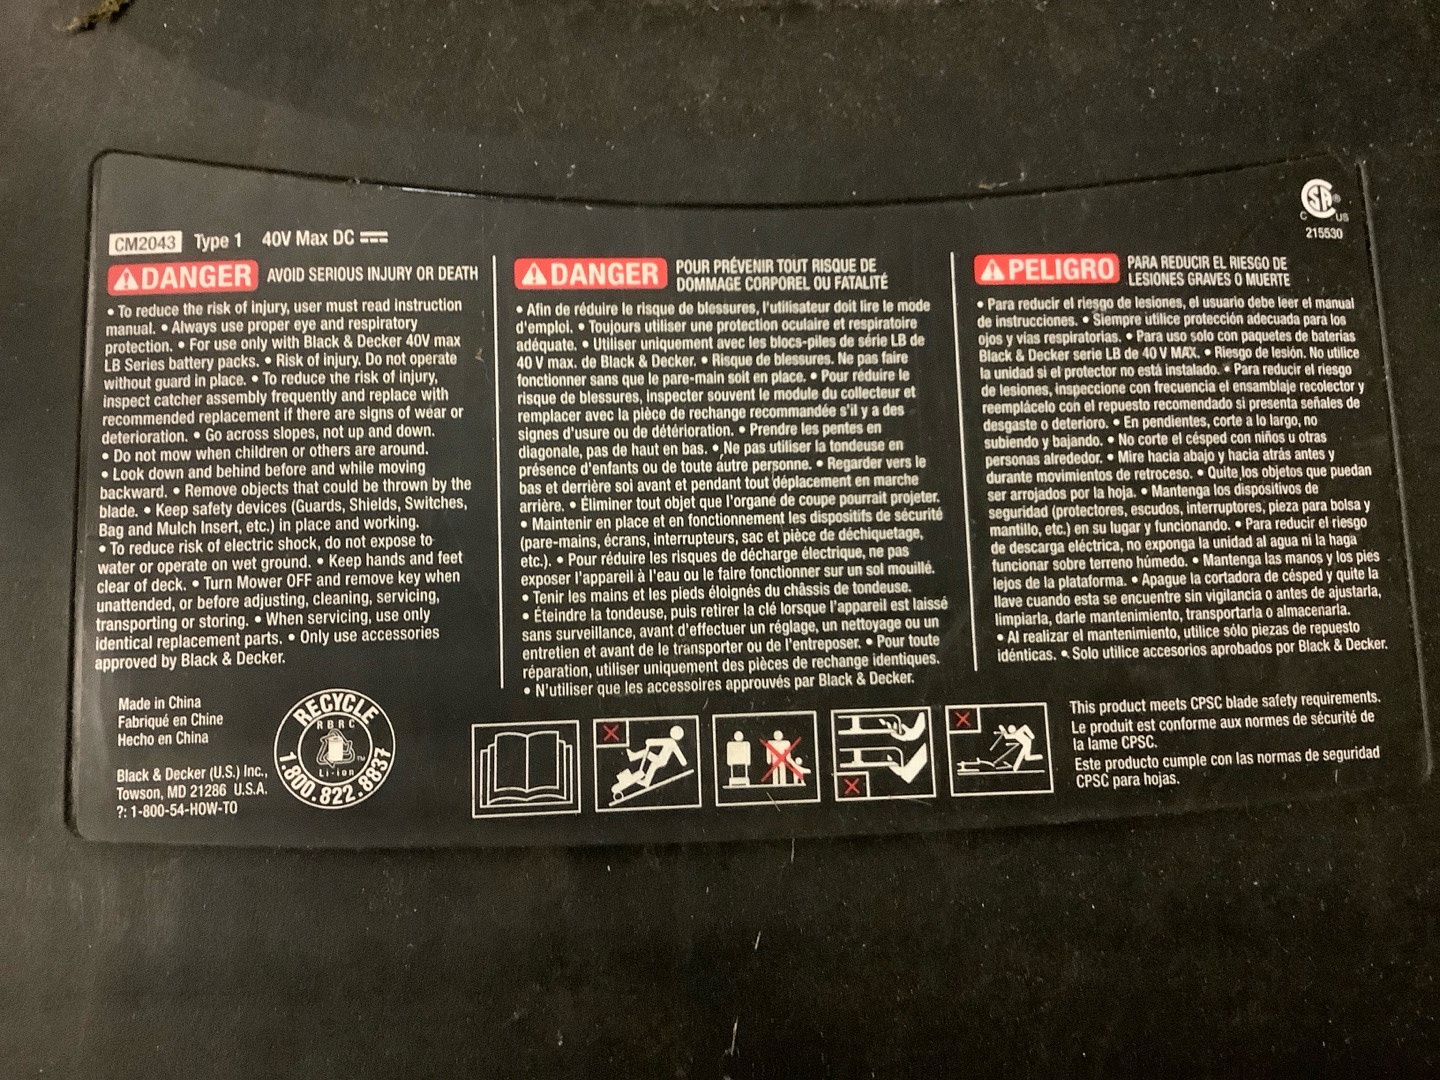 CM2043 Type 1 40V Max DC
CSA®
C US
215530
DANGER AVOID SERIOUS INJURY OR DEATH
• To reduce the risk of injury, user must read instruction
manual. • Always use proper eye and respiratory
protection. • For use only with Black & Decker 40V max
LB Series battery packs. • Risk of injury. Do not operate
without guard in place. • To reduce the risk of injury,
inspect catcher assembly frequently and replace with
recommended replacement if there are signs of wear or
deterioration. • Go across slopes, not up and down.
• Do not mow when children or others are around.
• Look down and behind before and while moving
backward. • Remove objects that could be thrown by the
blade. • Keep safety devices (Guards, Shields, Switches,
Bag and Mulch Insert, etc.) in place and working.
• To reduce risk of electric shock, do not expose to
water or operate on wet ground. • Keep hands and feet
clear of deck. • Turn Mower OFF and remove key when
unattended, or before adjusting, cleaning, servicing,
transporting or storing. • When servicing, use only
identical replacement parts. • Only use accessories
approved by Black & Decker.
DANGER POUR PRÉVENIR TOUT RISQUE DE
DOMMAGE CORPOREL OU FATALITÉ
• Afin de réduire le risque de blessures, l'utilisateur doit lire le mode
d'emploi. • Toujours utiliser une protection oculaire et respiratoire
adéquate. • Utiliser uniquement avec les blocs-piles de série LB de
40 V max. de Black & Decker. • Risque de blessures. Ne pas faire
fonctionner sans que le pare-main soit en place. • Pour réduire le
risque de blessures, inspecter souvent le module du collecteur et
remplacer avec la pièce de rechange recommandée s'il y a des
signes d'usure ou de détérioration. • Prendre les pentes en
diagonale, pas de haut en bas. • Ne pas utiliser la tondeuse en
présence d'enfants ou de toute autre personne. • Regarder vers le
bas et derrière soi avant et pendant tout déplacement en marche
arrière. • Éliminer tout objet que l'organe de coupe pourrait projeter.
• Maintenir en place et en fonctionnement les dispositifs de sécurité
(pare-mains, écrans, interrupteurs, sac et pièce de déchiquetage,
etc.). • Pour réduire les risques de décharge électrique, ne pas
exposer l'appareil à l'eau ou le faire fonctionner sur un sol mouillé.
• Tenir les mains et les pieds éloignés du châssis de tondeuse.
• Éteindre la tondeuse, puis retirer la clé lorsque l'appareil est laissé
sans surveillance, avant d'effectuer un réglage, un nettoyage ou un
entretien et avant de le transporter ou de l'entreposer. • Pour toute
réparation, utiliser uniquement des pièces de rechange identiques.
• N'utiliser que les accessoires approuvés par Black & Decker.
PELIGRO PARA REDUCIR EL RIESGO DE
LESIONES GRAVES O MUERTE
• Para reducir el riesgo de lesiones, el usuario debe leer el manual
de instrucciones. • Siempre utilice protección adecuada para los
ojos y vías respiratorias. • Para uso solo con paquetes de baterías
Black & Decker serie LB de 40 V MAX. • Riesgo de lesión. No utilice
la unidad si el protector no está instalado. • Para reducir el riesgo
de lesiones, inspeccione con frecuencia el ensamblaje recolector y
reemplácelo con el repuesto recomendado si presenta señales de
desgaste o deterioro. • En pendientes, corte a lo largo, no
subiendo y bajando. • No corte el césped con niños u otras
personas alrededor. • Mire hacia abajo y hacia atrás antes y
durante movimientos de retroceso. • Quite los objetos que puedan
ser arrojados por la hoja. • Mantenga los dispositivos de
seguridad (protectores, escudos, interruptores, pieza para bolsa y
mantillo, etc.) en su lugar y funcionando. • Para reducir el riesgo
de descarga eléctrica, no exponga la unidad al agua ni la haga
funcionar sobre terreno húmedo. • Mantenga las manos y los pies
lejos de la plataforma. • Apague la cortadora de césped y quite la
llave cuando esta se encuentre sin vigilancia o antes de ajustarla,
limpiarla, darle mantenimiento, transportarla o almacenarla.
• Al realizar el mantenimiento, utilice sólo piezas de repuesto
idénticas. • Solo utilice accesorios aprobados por Black & Decker.
Made in China
Fabriqué en Chine
Hecho en China
Black & Decker (U.S.) Inc.,
Towson, MD 21286 U.S.A.
?: 1-800-54-HOW-TO
RECYCLE
RBRC
TM
Li-ion
1.800.822.8837
This product meets CPSC blade safety requirements.
Le produit est conforme aux normes de sécurité de
la lame CPSC.
Este producto cumple con las normas de seguridad
CPSC para hojas.